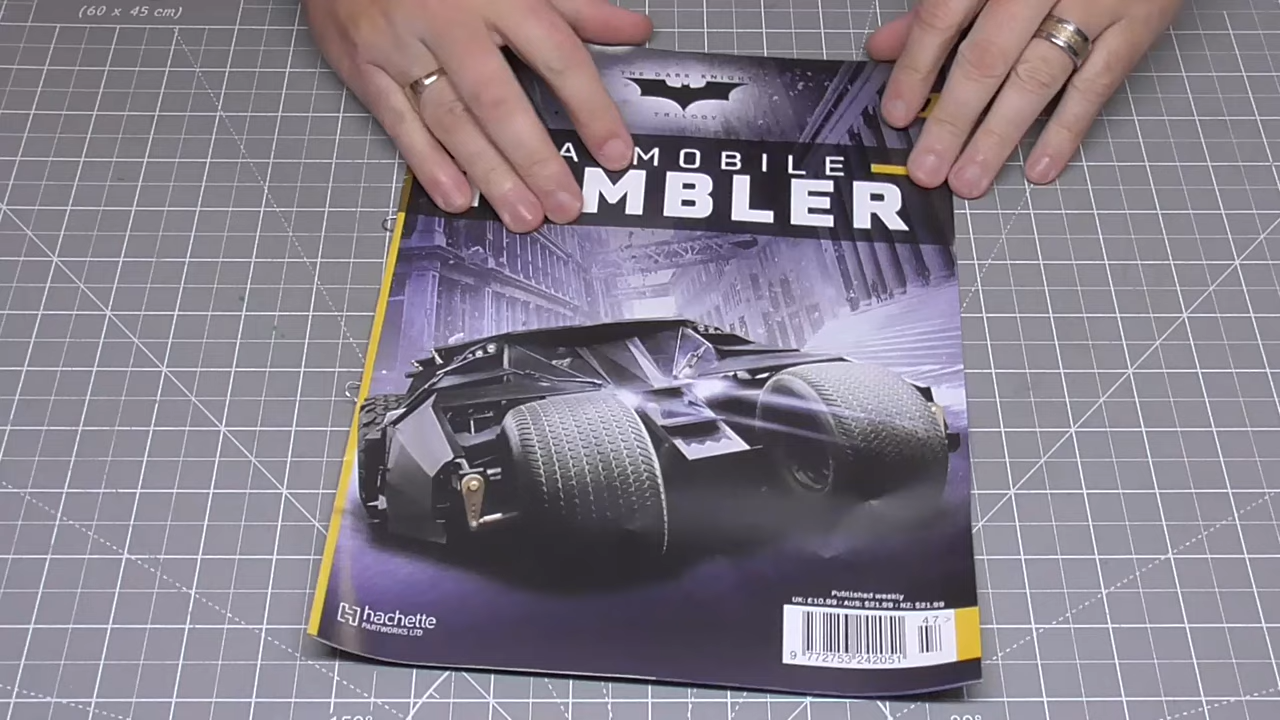 (60 x 45 cm)
THE DARK KNIGHT
TRILOGY
A MOBILE
MBLER
hachette
PARTWORKS LTD
Published weekly
UK: £10.99 · AUS: $21.99 · NZ: $21.99
47 >
9 772753 242051